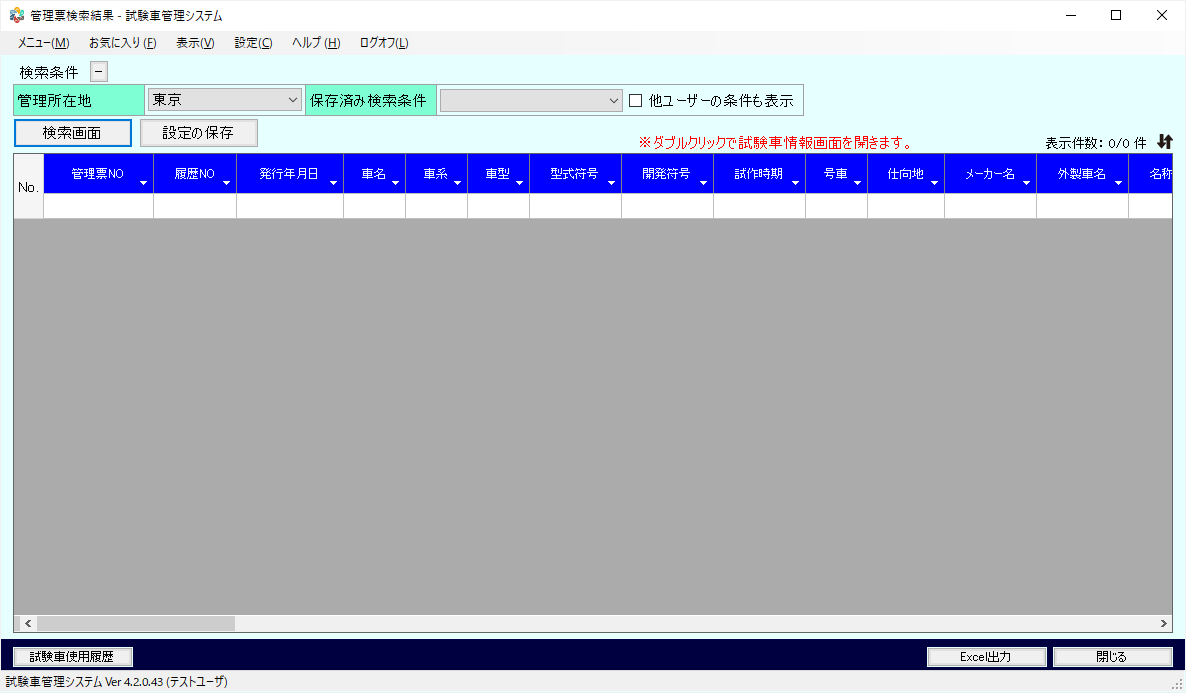 管理票検索結果 - 試験車管理システム
メニュー(M) お気に入り(F) 表示(V) 設定(C) ヘルプ(H) ログオフ(L)
検索条件 −
管理所在地 東京 保存済み検索条件 他ユーザーの条件も表示
検索画面 設定の保存
※ダブルクリックで試験車情報画面を開きます。 表示件数: 0/0 件
No. 管理票NO 履歴NO 発行年月日 車名 車系 車型 型式符号 開発符号 試作時期 号車 仕向地 メーカー名 外製車名 名称
試験車使用履歴 Excel出力 閉じる
試験車管理システム Ver 4.2.0.43 (テストユーザ)